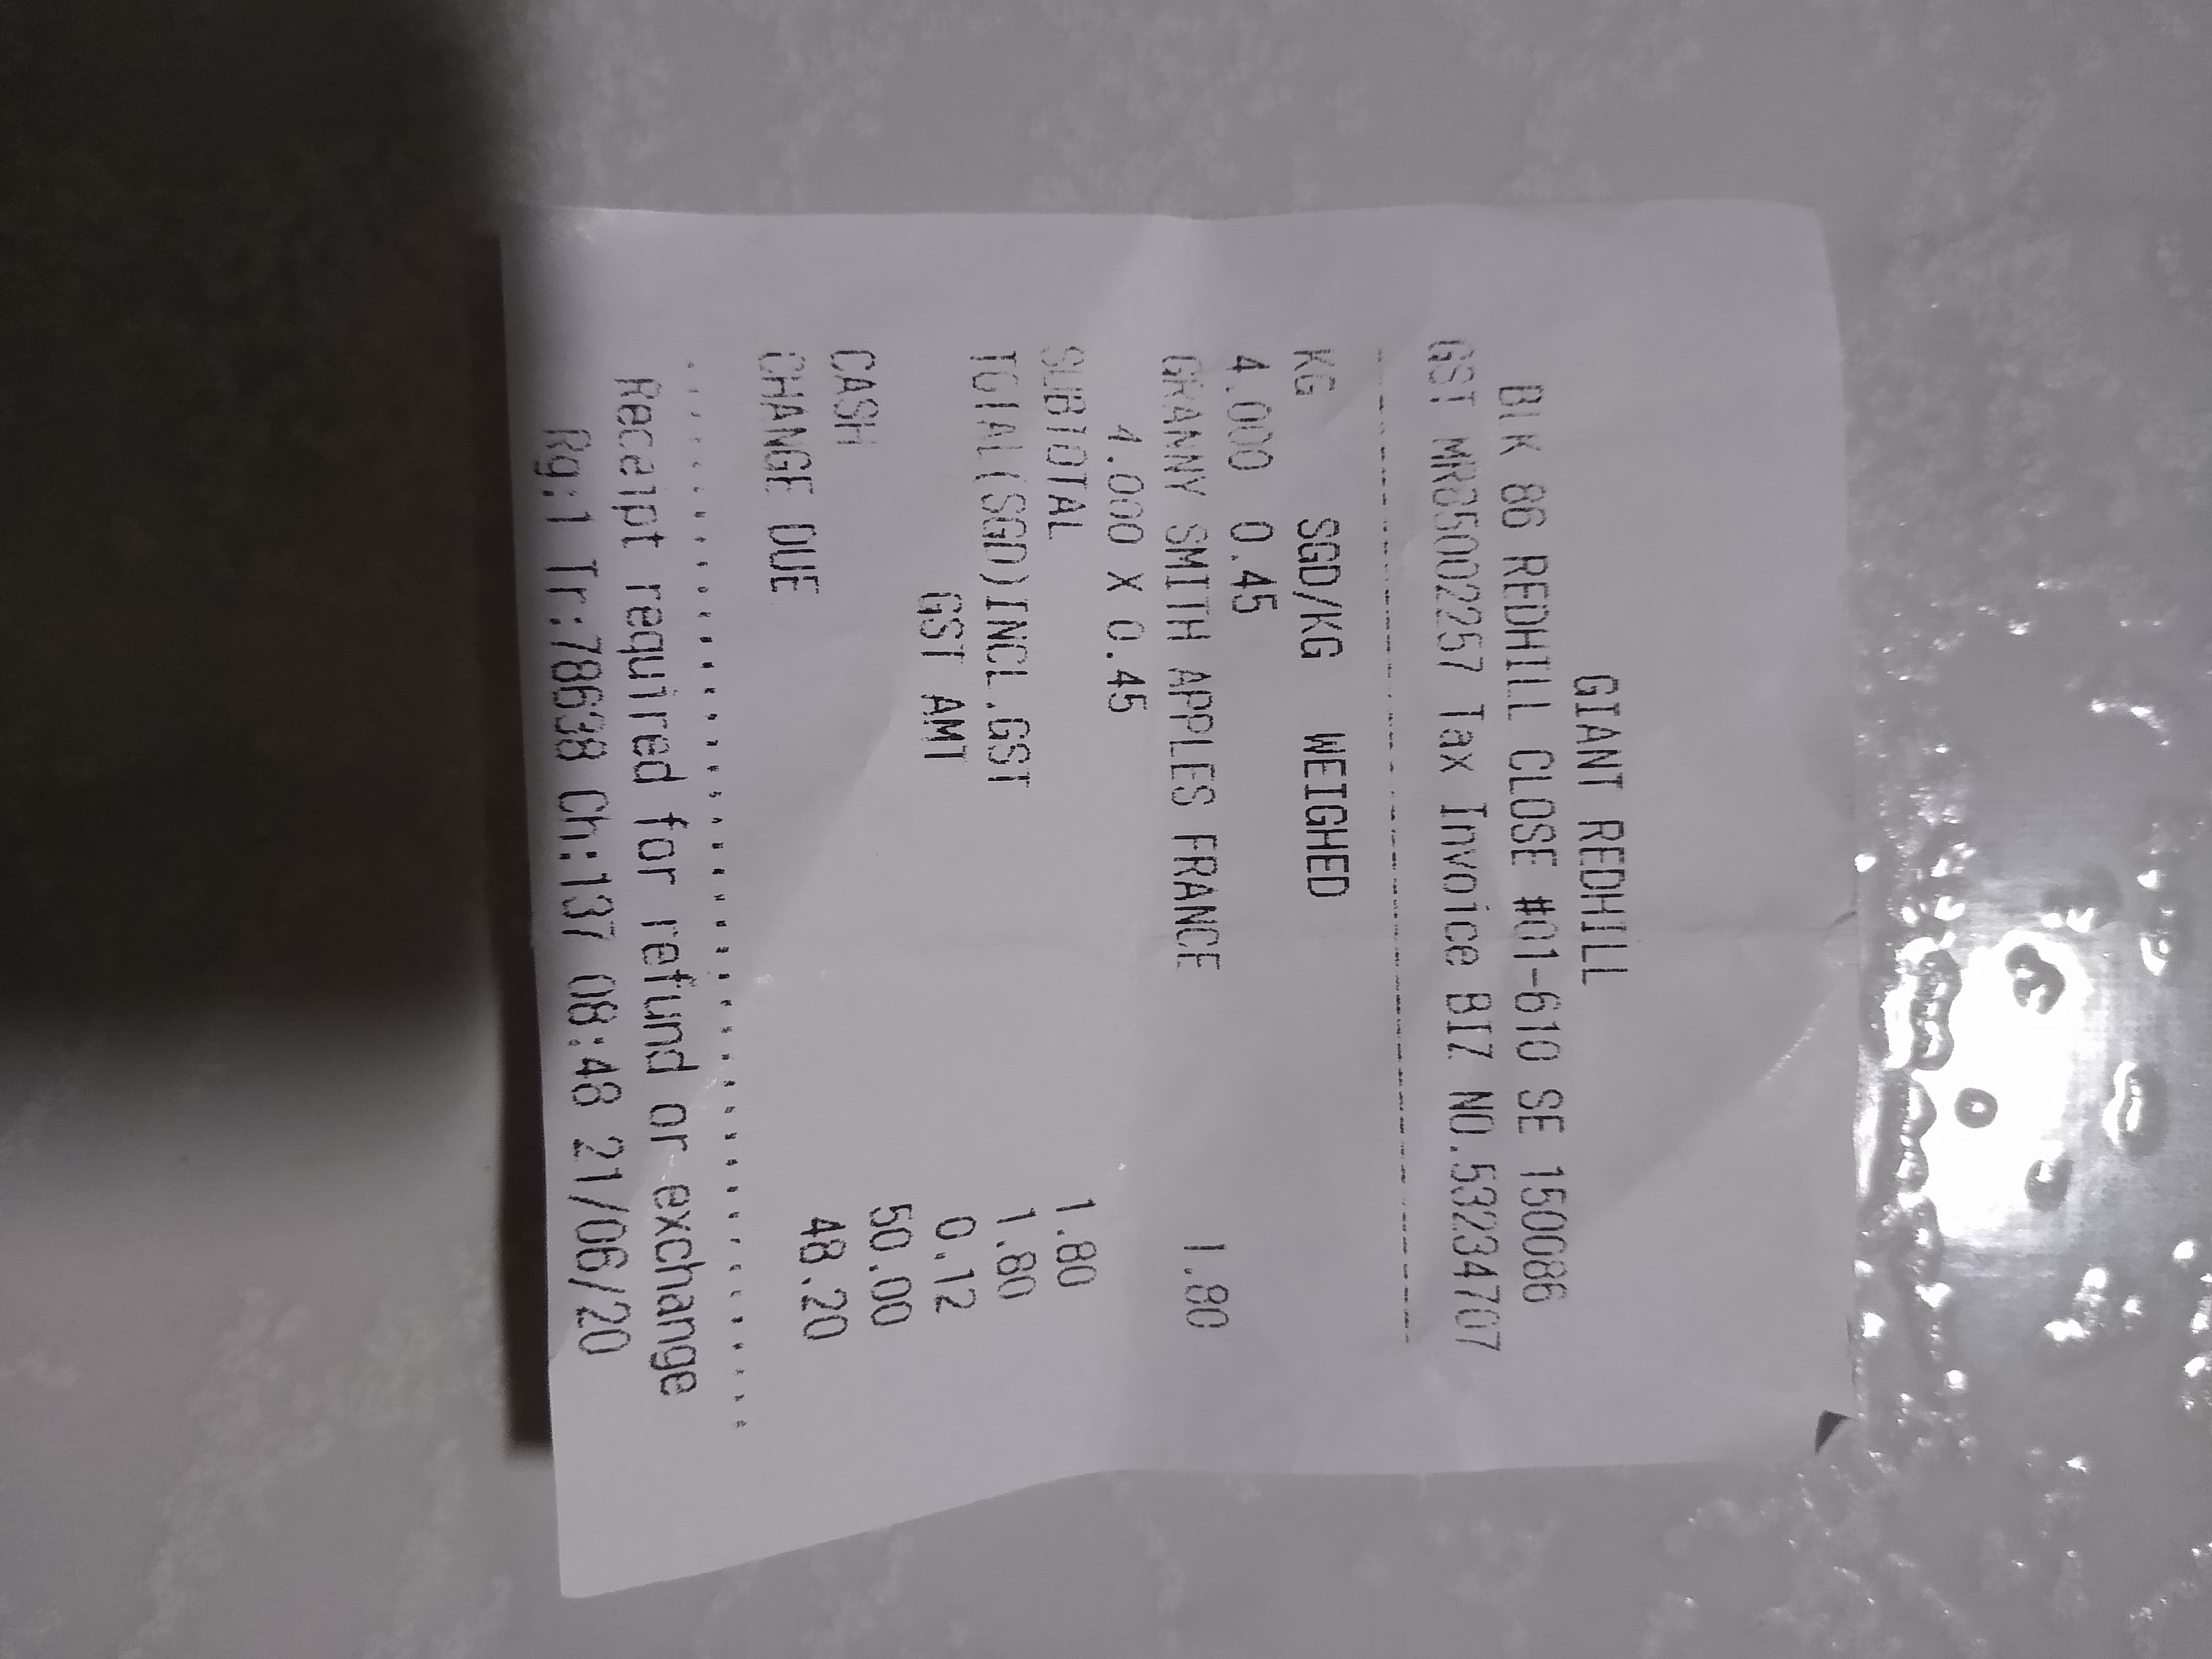 GIANT REDHILL
BLK 86 REDHILL CLOSE #01-610 SE 150086
GST MR85002257 Tax Invoice BIZ NO.53234707
KG SGD/KG WEIGHED
4.000 0.45
GRANNY SMITH APPLES FRANCE 1.80
4.000 X 0.45
SUBTOTAL 1.80
TOTAL(SGD)INCL.GST 1.80
GST AMT 0.12
CASH 50.00
CHANGE DUE 48.20
Receipt required for refund or exchange
Rg:1 Tr:78638 Ch:137 08:48 21/06/20